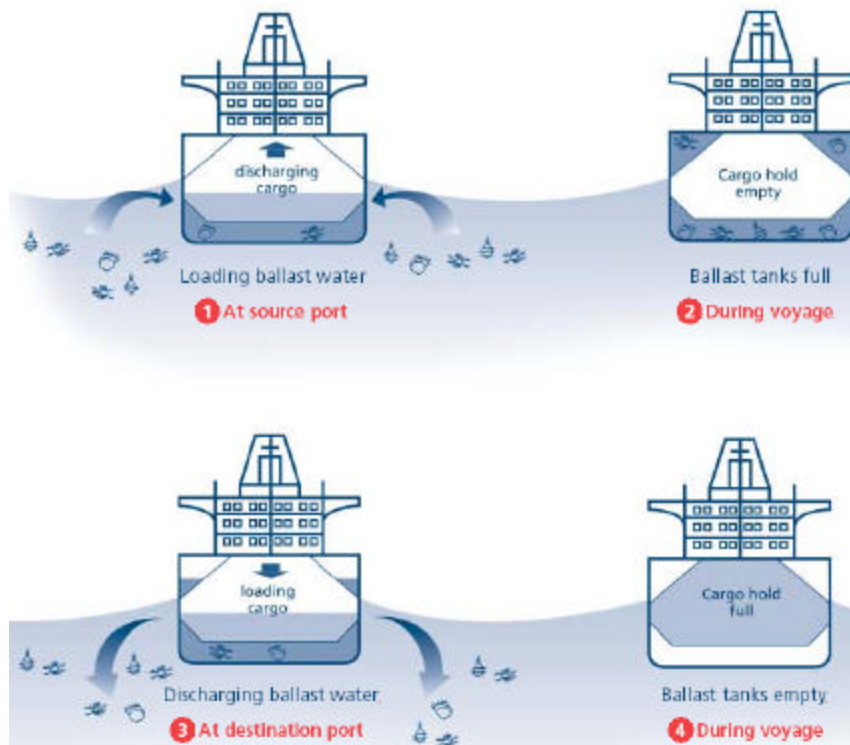 discharging
cargo
Loading ballast water
1 At source port
Cargo hold
empty
Ballast tanks full
2 During voyage
loading
cargo
Discharging ballast water
3 At destination port
Cargo hold
full
Ballast tanks empty
4 During voyage